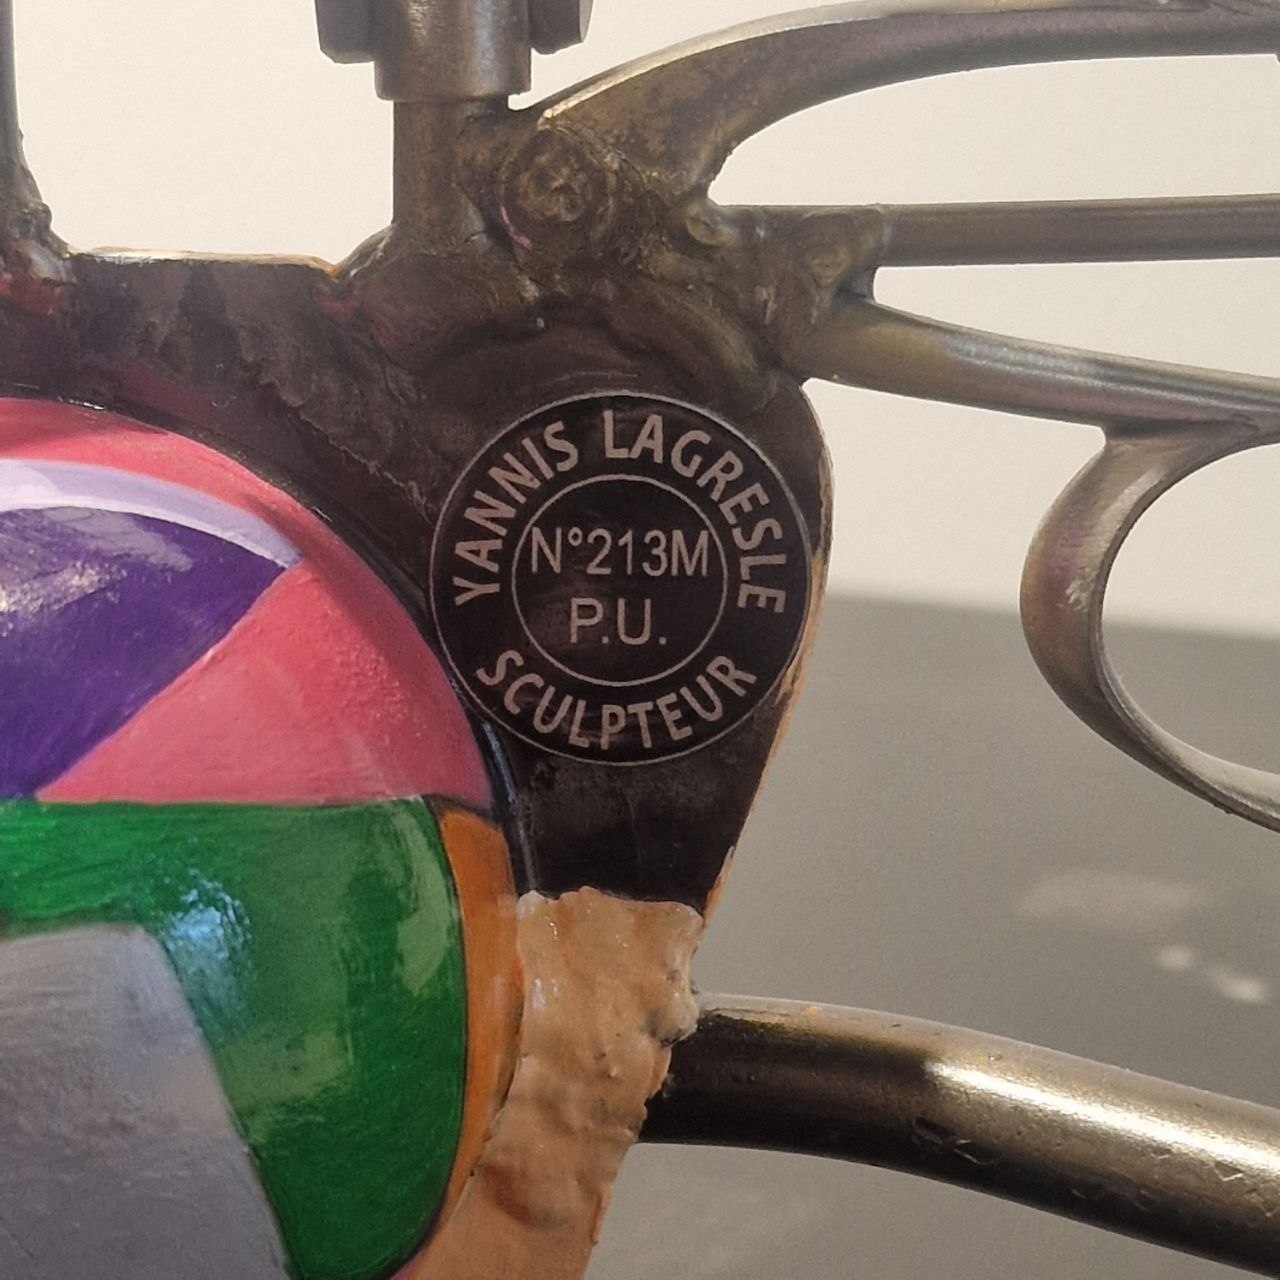 YANNIS LAGRESLE
N°213M
P.U.
SCULPTEUR